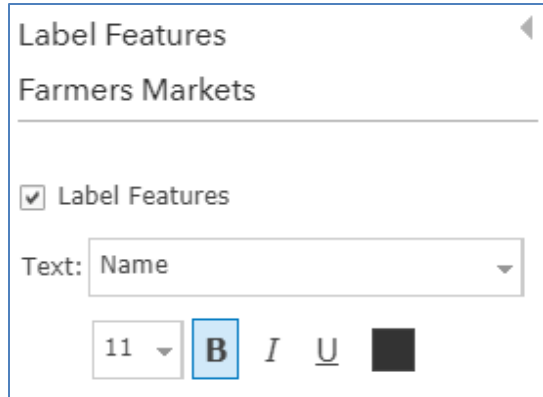 Label Features
Farmers Markets
Label Features
Text: Name
11 B I U